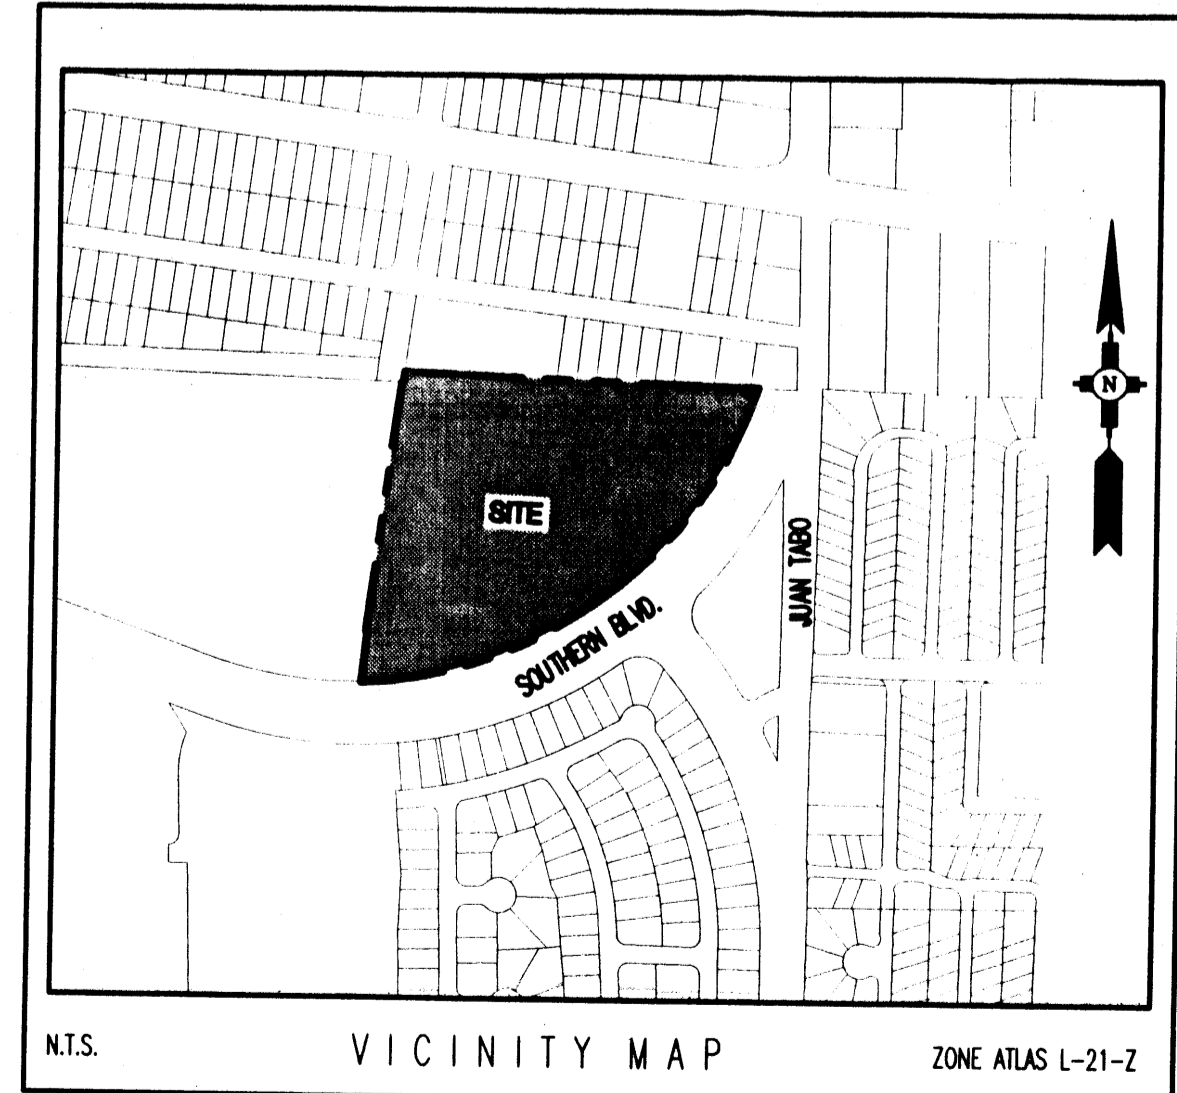 N
SITE
JUAN TABO
SOUTHERN BLVD.
N.T.S.
VICINITY MAP
ZONE ATLAS L-21-Z